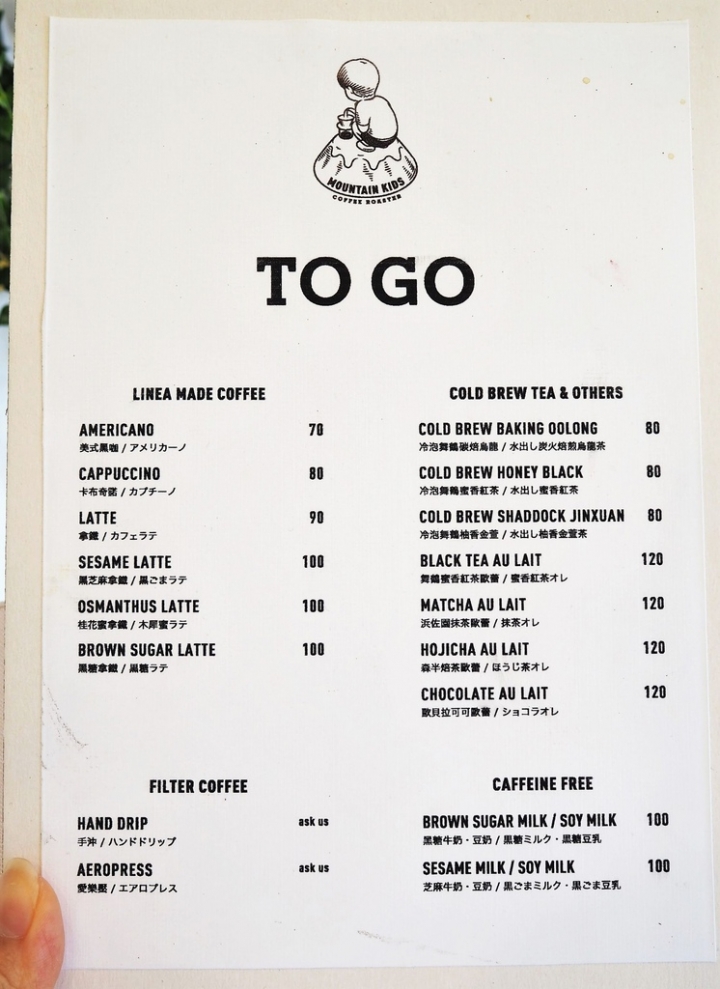 MOUNTAIN KIDS
COFFEE ROASTER
TO GO
LINEA MADE COFFEE
AMERICANO 70
美式黑咖 / アメリカーノ
CAPPUCCINO 80
卡布奇諾 / カプチーノ
LATTE 90
拿鐵 / カフェラテ
SESAME LATTE 100
黑芝麻拿鐵 / 黒ごまラテ
OSMANTHUS LATTE 100
桂花蜜拿鐵 / 木犀蜜ラテ
BROWN SUGAR LATTE 100
黑糖拿鐵 / 黒糖ラテ
FILTER COFFEE
HAND DRIP ask us
手沖 / ハンドドリップ
AEROPRESS ask us
愛樂壓 / エアロプレス
COLD BREW TEA & OTHERS
COLD BREW BAKING OOLONG 80
冷泡舞鶴碳焙烏龍 / 水出し炭火焙煎烏龍茶
COLD BREW HONEY BLACK 80
冷泡舞鶴蜜香紅茶 / 水出し蜜香紅茶
COLD BREW SHADDOCK JINXUAN 80
冷泡舞鶴柚香金萱 / 水出し柚香金萱茶
BLACK TEA AU LAIT 120
舞鶴蜜香紅茶歐蕾 / 蜜香紅茶オレ
MATCHA AU LAIT 120
浜佐園抹茶歐蕾 / 抹茶オレ
HOJICHA AU LAIT 120
森半焙茶歐蕾 / ほうじ茶オレ
CHOCOLATE AU LAIT 120
歐貝拉可可歐蕾 / ショコラオレ
CAFFEINE FREE
BROWN SUGAR MILK / SOY MILK 100
黑糖牛奶・豆奶 / 黒糖ミルク・黒糖豆乳
SESAME MILK / SOY MILK 100
芝麻牛奶・豆奶 / 黒ごまミルク・黒ごま豆乳